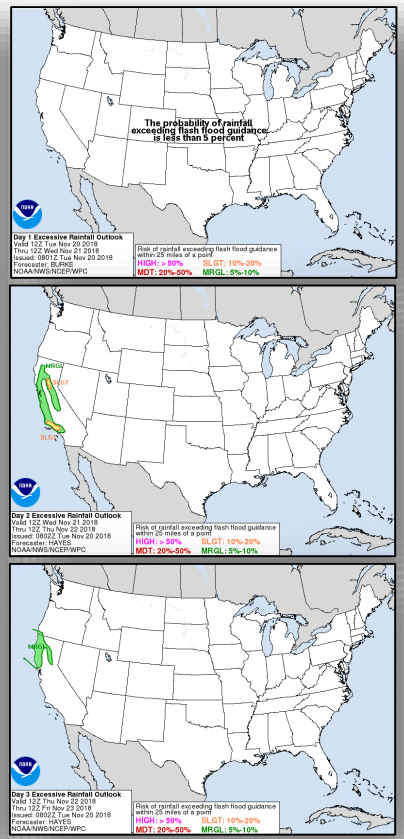 The probability of rainfall
exceeding flash flood guidance
is less than 5 percent
NOAA
Day 1 Excessive Rainfall Outlook
Valid 12Z Tue Nov 20 2018
Thru 12Z Wed Nov 21 2018
Issued: 0801Z Tue Nov 20 2018
Forecaster: BURKE
NOAA/NWS/NCEP/WPC
Risk of rainfall exceeding flash flood guidance
within 25 miles of a point
HIGH: > 50% SLGT: 10%-20%
MDT: 20%-50% MRGL: 5%-10%
MRGL
SLGT
SLGT
NOAA
Day 2 Excessive Rainfall Outlook
Valid 12Z Wed Nov 21 2018
Thru 12Z Thu Nov 22 2018
Issued: 0802Z Tue Nov 20 2018
Forecaster: HAYES
NOAA/NWS/NCEP/WPC
Risk of rainfall exceeding flash flood guidance
within 25 miles of a point
HIGH: > 50% SLGT: 10%-20%
MDT: 20%-50% MRGL: 5%-10%
MRGL
NOAA
Day 3 Excessive Rainfall Outlook
Valid 12Z Thu Nov 22 2018
Thru 12Z Fri Nov 23 2018
Issued: 0802Z Tue Nov 20 2018
Forecaster: HAYES
NOAA/NWS/NCEP/WPC
Risk of rainfall exceeding flash flood guidance
within 25 miles of a point
HIGH: > 50% SLGT: 10%-20%
MDT: 20%-50% MRGL: 5%-10%